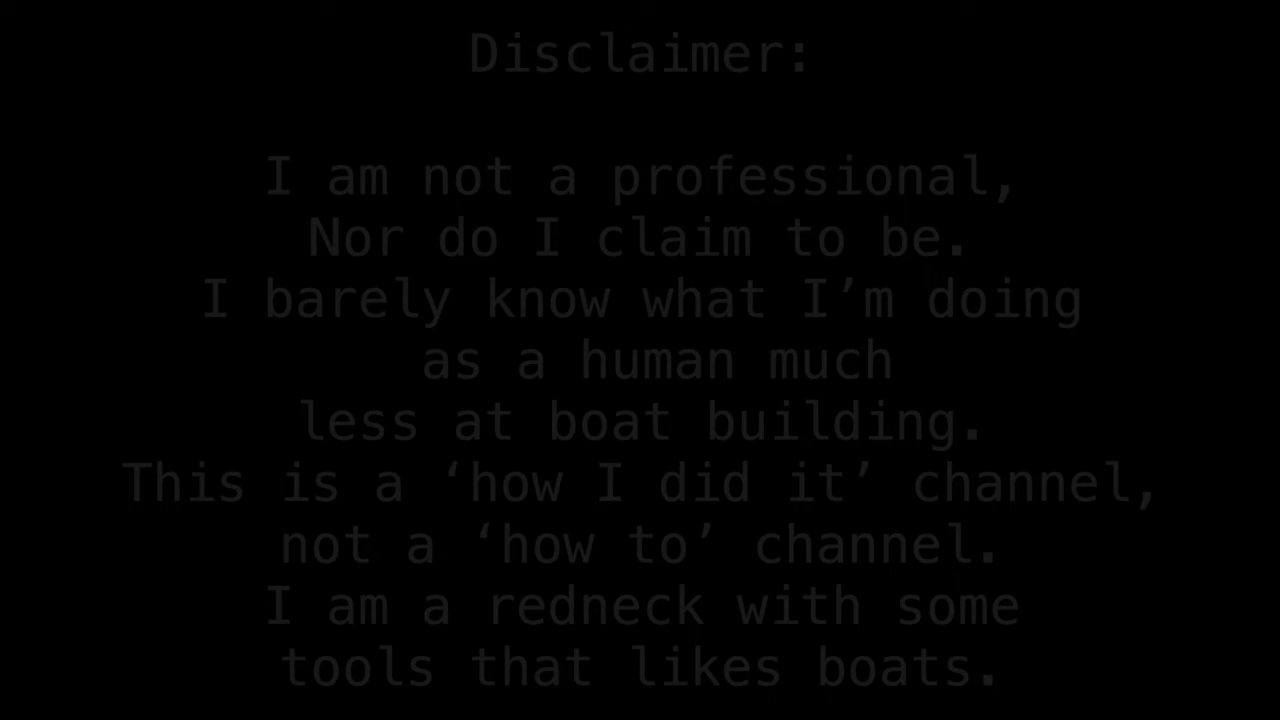 Disclaimer:
I am not a professional,
Nor do I claim to be.
I barely know what I’m doing
as a human much
less at boat building.
This is a ‘how I did it’ channel,
not a ‘how to’ channel.
I am a redneck with some
tools that likes boats.